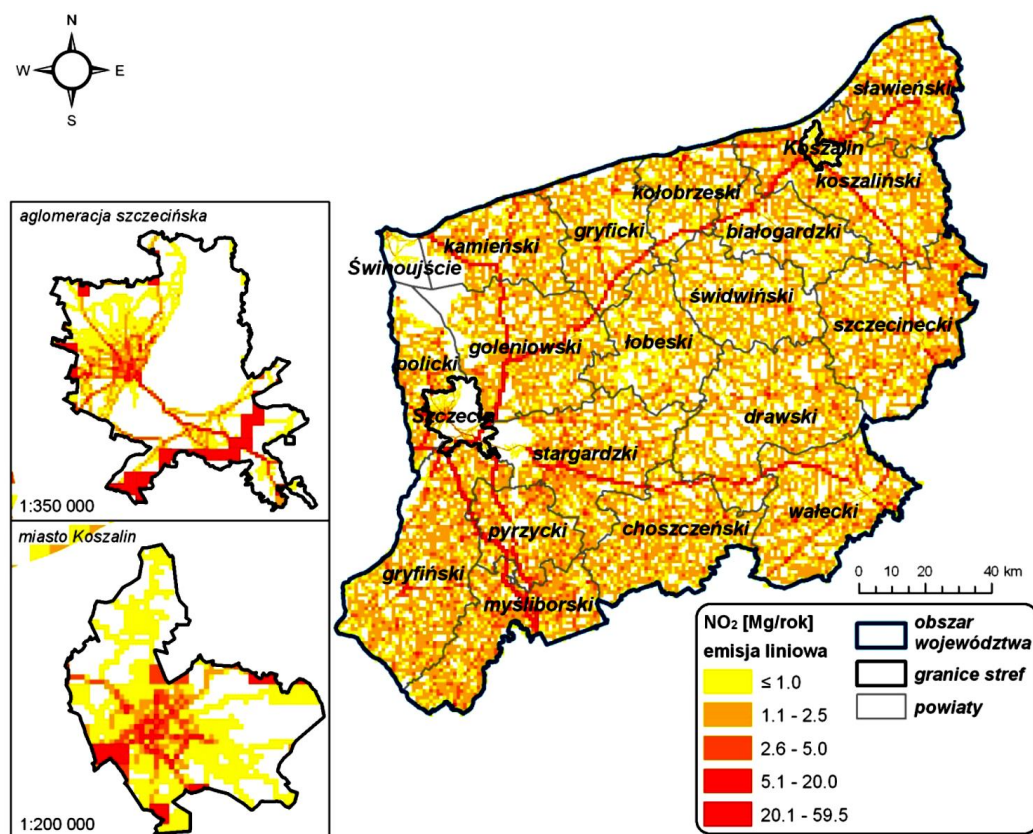 N
W E
S
aglomeracja szczecińska
1:350 000
miasto Koszalin
1:200 000
sławieński
Koszalin
koszaliński
kołobrzeski
białogardzki
gryficki
kamieński
Świnoujście
świdwiński
szczecinecki
goleniowski
łobeski
policki
drawski
Szczecin
stargardzki
wałecki
choszczeński
pyrzycki
gryfiński
myśliborski
0 10 20 40 km
NO₂ [Mg/rok]
emisja liniowa
≤ 1.0
1.1 - 2.5
2.6 - 5.0
5.1 - 20.0
20.1 - 59.5
obszar
województwa
granice stref
powiaty